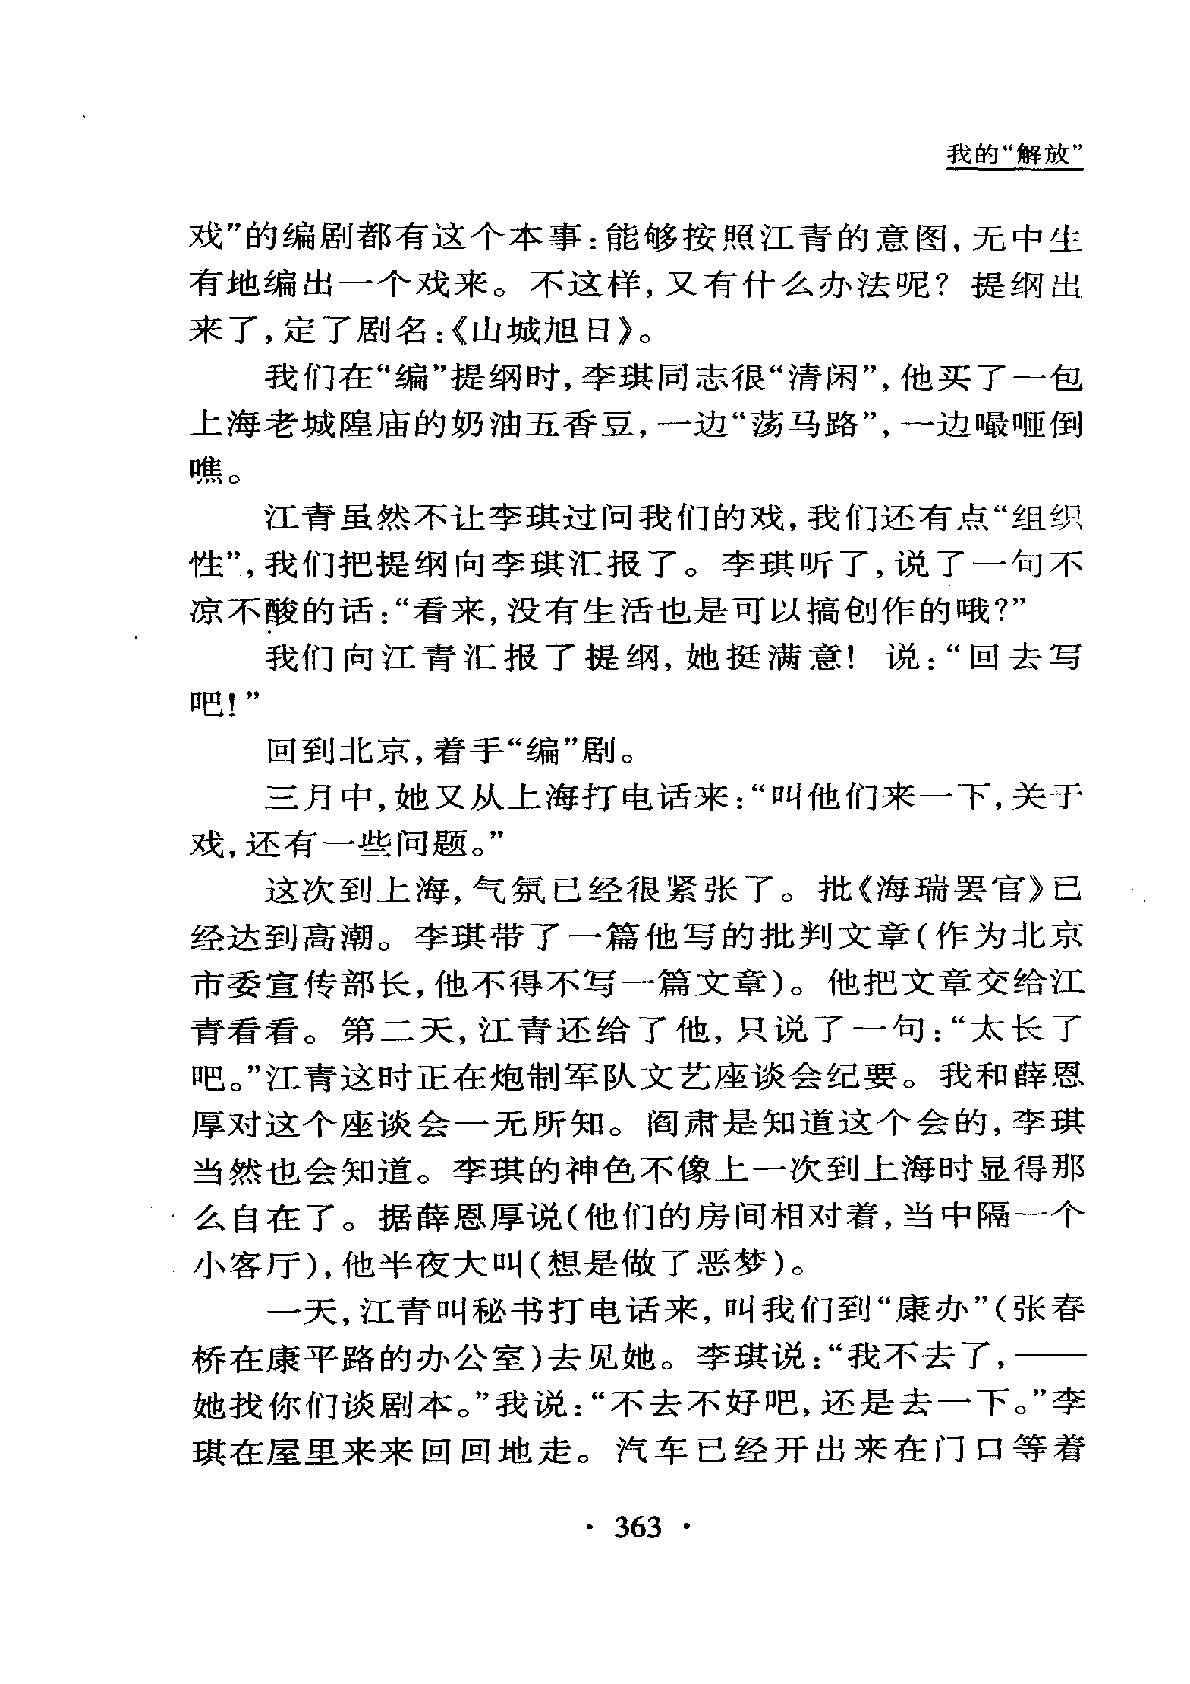 我的“解放”
戏”的编剧都有这个本事:能够按照江青的意图,无中生
有地编出一个戏来。不这样,又有什么办法呢?提纲出
来了,定了剧名:《山城旭日》。
我们在“编”提纲时,李琪同志很“清闲”,他买了一包
上海老城隍庙的奶油五香豆,一边“荡马路”,一边嘬咂倒
噍。
江青虽然不让李琪过问我们的戏,我们还有点“组织
性”,我们把提纲向李琪汇报了。李琪听了,说了一句不
凉不酸的话:“看来,没有生活也是可以搞创作的哦?”
我们向江青汇报了提纲,她挺满意!说:“回去写
吧!”
回到北京,着手“编”剧。
三月中,她又从上海打电话来:“叫他们来一下,关于
戏,还有一些问题。”
这次到上海,气氛已经很紧张了。批《海瑞罢官》已
经达到高潮。李琪带了一篇他写的批判文章(作为北京
市委宣传部长,他不得不写一篇文章)。他把文章交给江
青看看。第二天,江青还给了他,只说了一句:“太长了
吧。”江青这时正在炮制军队文艺座谈会纪要。我和薛恩
厚对这个座谈会一无所知。阎肃是知道这个会的,李琪
当然也会知道。李琪的神色不像上一次到上海时显得那
么自在了。据薛恩厚说(他们的房间相对着,当中隔一个
小客厅),他半夜大叫(想是做了恶梦)。
一天,江青叫秘书打电话来,叫我们到“康办”(张春
桥在康平路的办公室)去见她。李琪说:“我不去了,——
她找你们谈剧本。”我说:“不去不好吧,还是去一下。”李
琪在屋里来来回回地走。汽车已经开出来在门口等着
· 363 ·